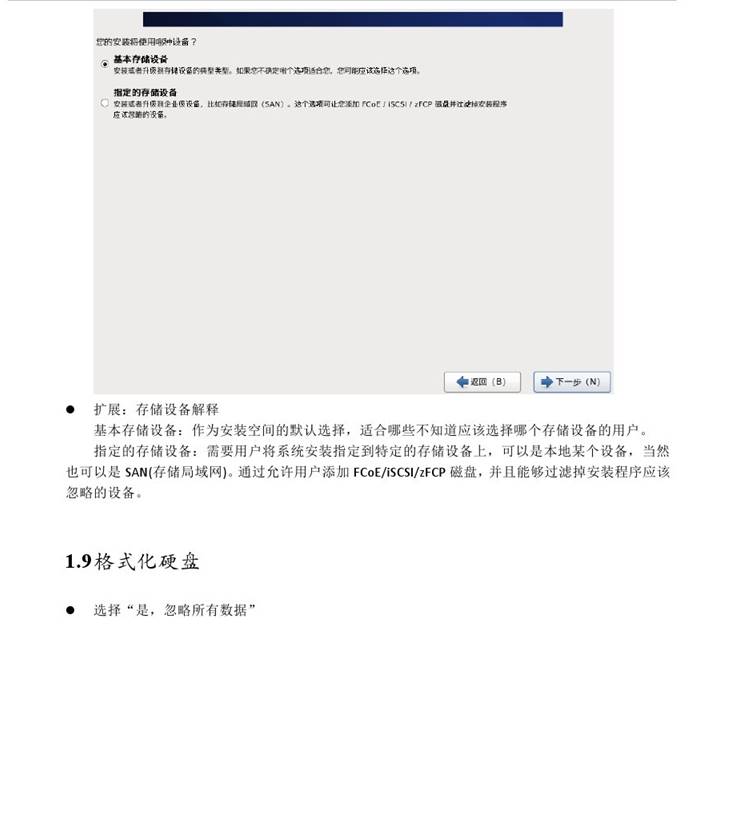 您的安装将使用哪种设备？
基本存储设备
安装或者升级到存储设备的典型类型。如果您不确定哪个选项适合您，您可能应该选择这个选项。
指定的存储设备
安装或者升级到企业级设备，比如存储局域网（SAN）。这个选项可让您添加 FCoE / iSCSI / zFCP 磁盘并过滤掉安装程序
应该忽略的设备。
返回（B）
下一步（N）
● 扩展：存储设备解释
基本存储设备：作为安装空间的默认选择，适合哪些不知道应该选择哪个存储设备的用户。
指定的存储设备：需要用户将系统安装指定到特定的存储设备上，可以是本地某个设备，当然
也可以是 SAN(存储局域网)。通过允许用户添加 FCoE/iSCSI/zFCP 磁盘，并且能够过滤掉安装程序应该
忽略的设备。
1.9格式化硬盘
● 选择“是，忽略所有数据”